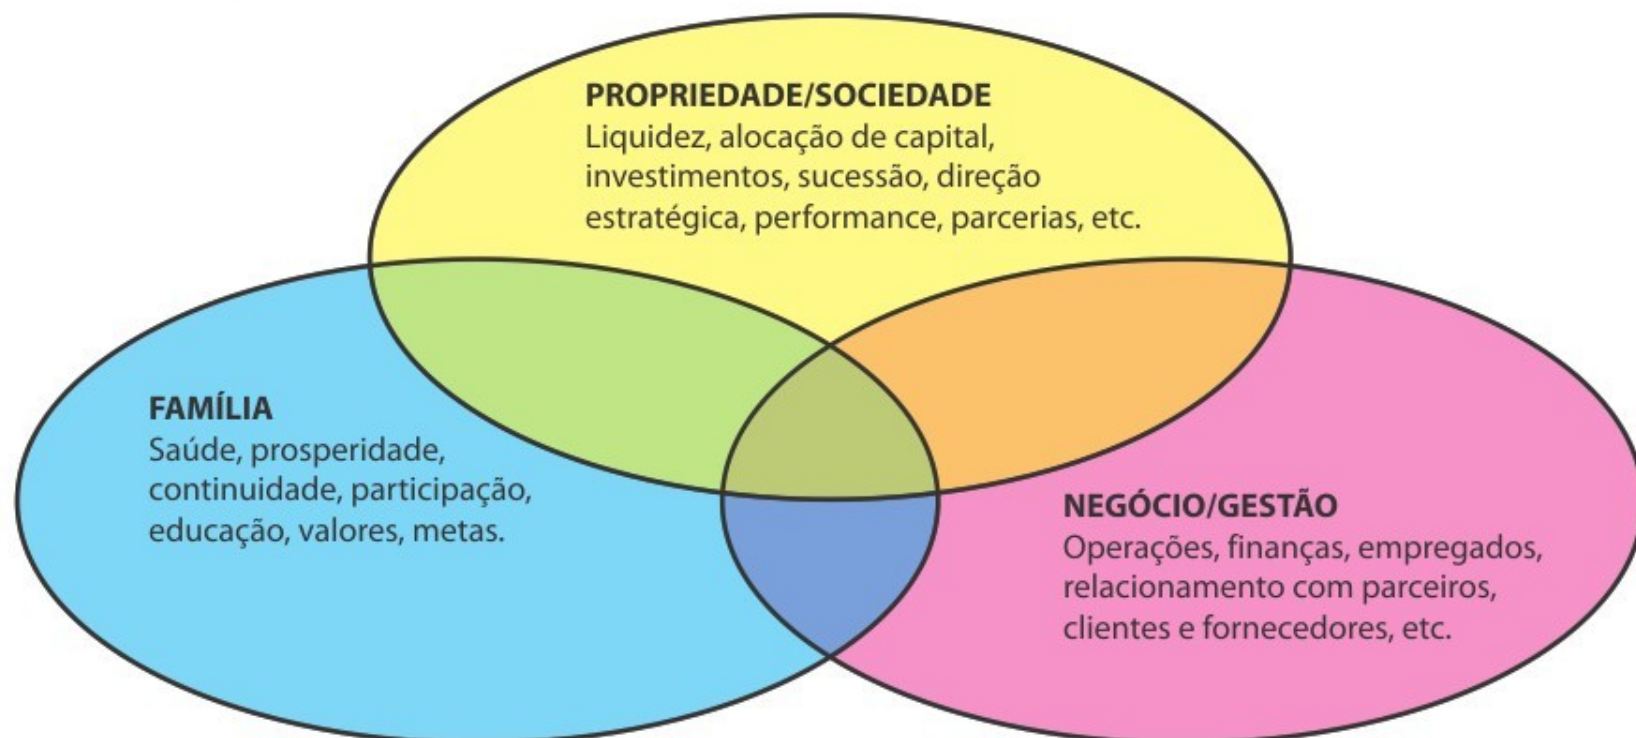 PROPRIEDADE/SOCIEDADE
Liquidez, alocação de capital,
investimentos, sucessão, direção
estratégica, performance, parcerias, etc.
FAMÍLIA
Saúde, prosperidade,
continuidade, participação,
educação, valores, metas.
NEGÓCIO/GESTÃO
Operações, finanças, empregados,
relacionamento com parceiros,
clientes e fornecedores, etc.